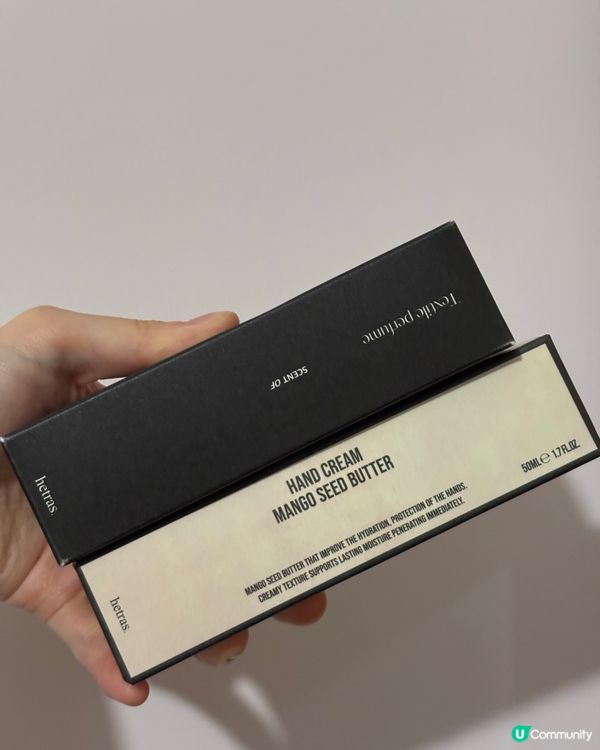 Textile perfume
SCENT OF
hetras.
HAND CREAM
MANGO SEED BUTTER
50ML e 1.7 FL.OZ.
MANGO SEED BUTTER THAT IMPROVE THE HYDRATION, PROTECTION OF THE HANDS.
CREAMY TEXTURE SUPPORTS LASTING MOISTURE PENERATING IMMEDIATELY.
hetras.
U Community